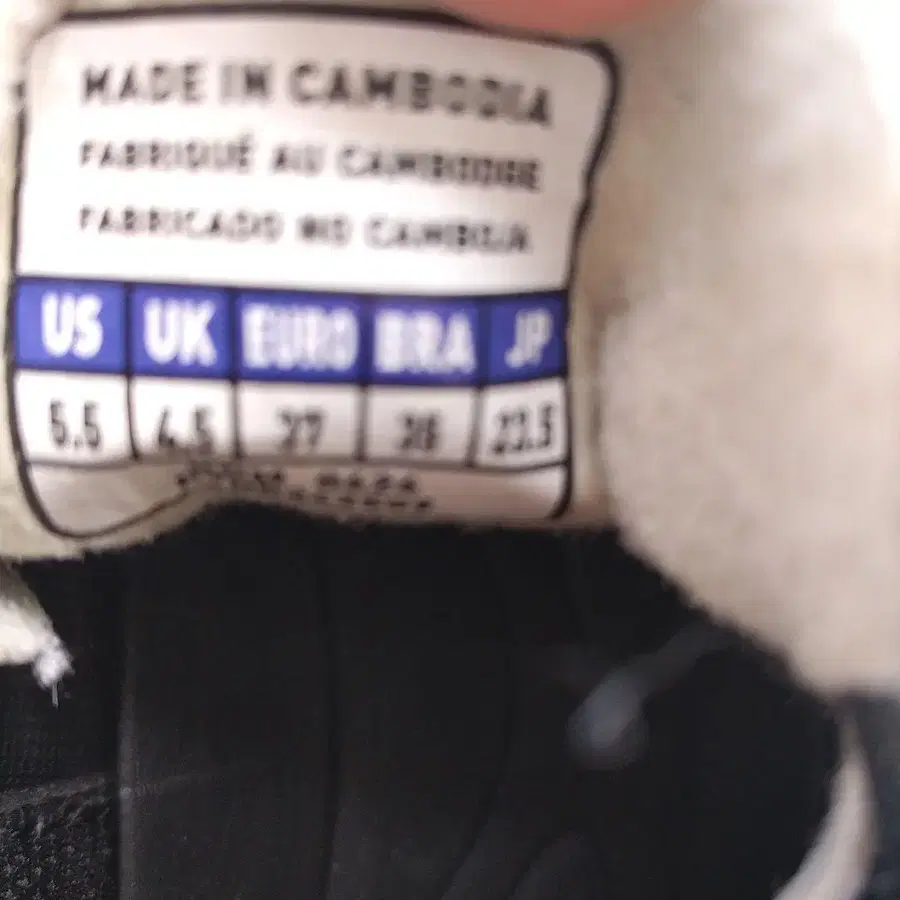 MADE IN CAMBODIA
FABRIQUÉ AU CAMBODGE
FABRICADO NO CAMBOJA
US UK EURO BRA JP
5.5 4.5 37 23.5